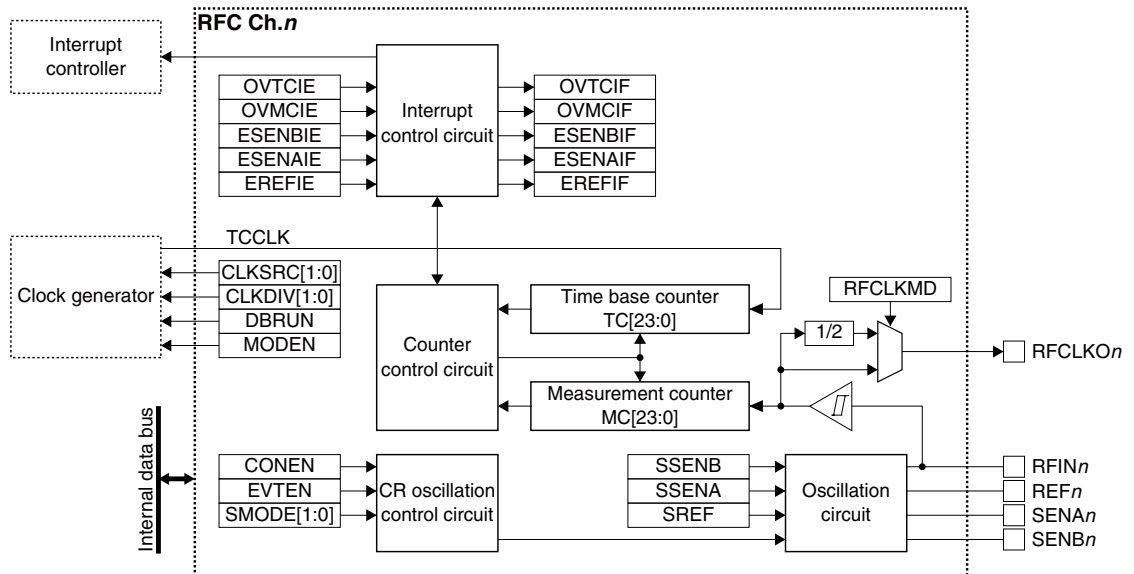 RFC Ch.n
Interrupt
controller
OVTCIE
OVMCIE
ESENBIE
ESENAIE
EREFIE
Interrupt
control circuit
OVTCIF
OVMCIF
ESENBIF
ESENAIF
EREFIF
TCCLK
Clock generator
CLKSRC[1:0]
CLKDIV[1:0]
DBRUN
MODEN
Counter
control circuit
Time base counter
TC[23:0]
Measurement counter
MC[23:0]
RFCLKMD
1/2
RFCLKOn
Internal data bus
CONEN
EVTEN
SMODE[1:0]
CR oscillation
control circuit
SSENB
SSENA
SREF
Oscillation
circuit
RFINn
REFn
SENAn
SENBn